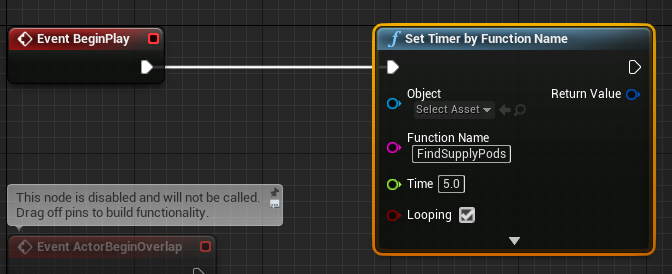 Event BeginPlay
Set Timer by Function Name
Object
Return Value
Select Asset
Function Name
FindSupplyPods
Time 5.0
Looping
This node is disabled and will not be called.
Drag off pins to build functionality.
Event ActorBeginOverlap